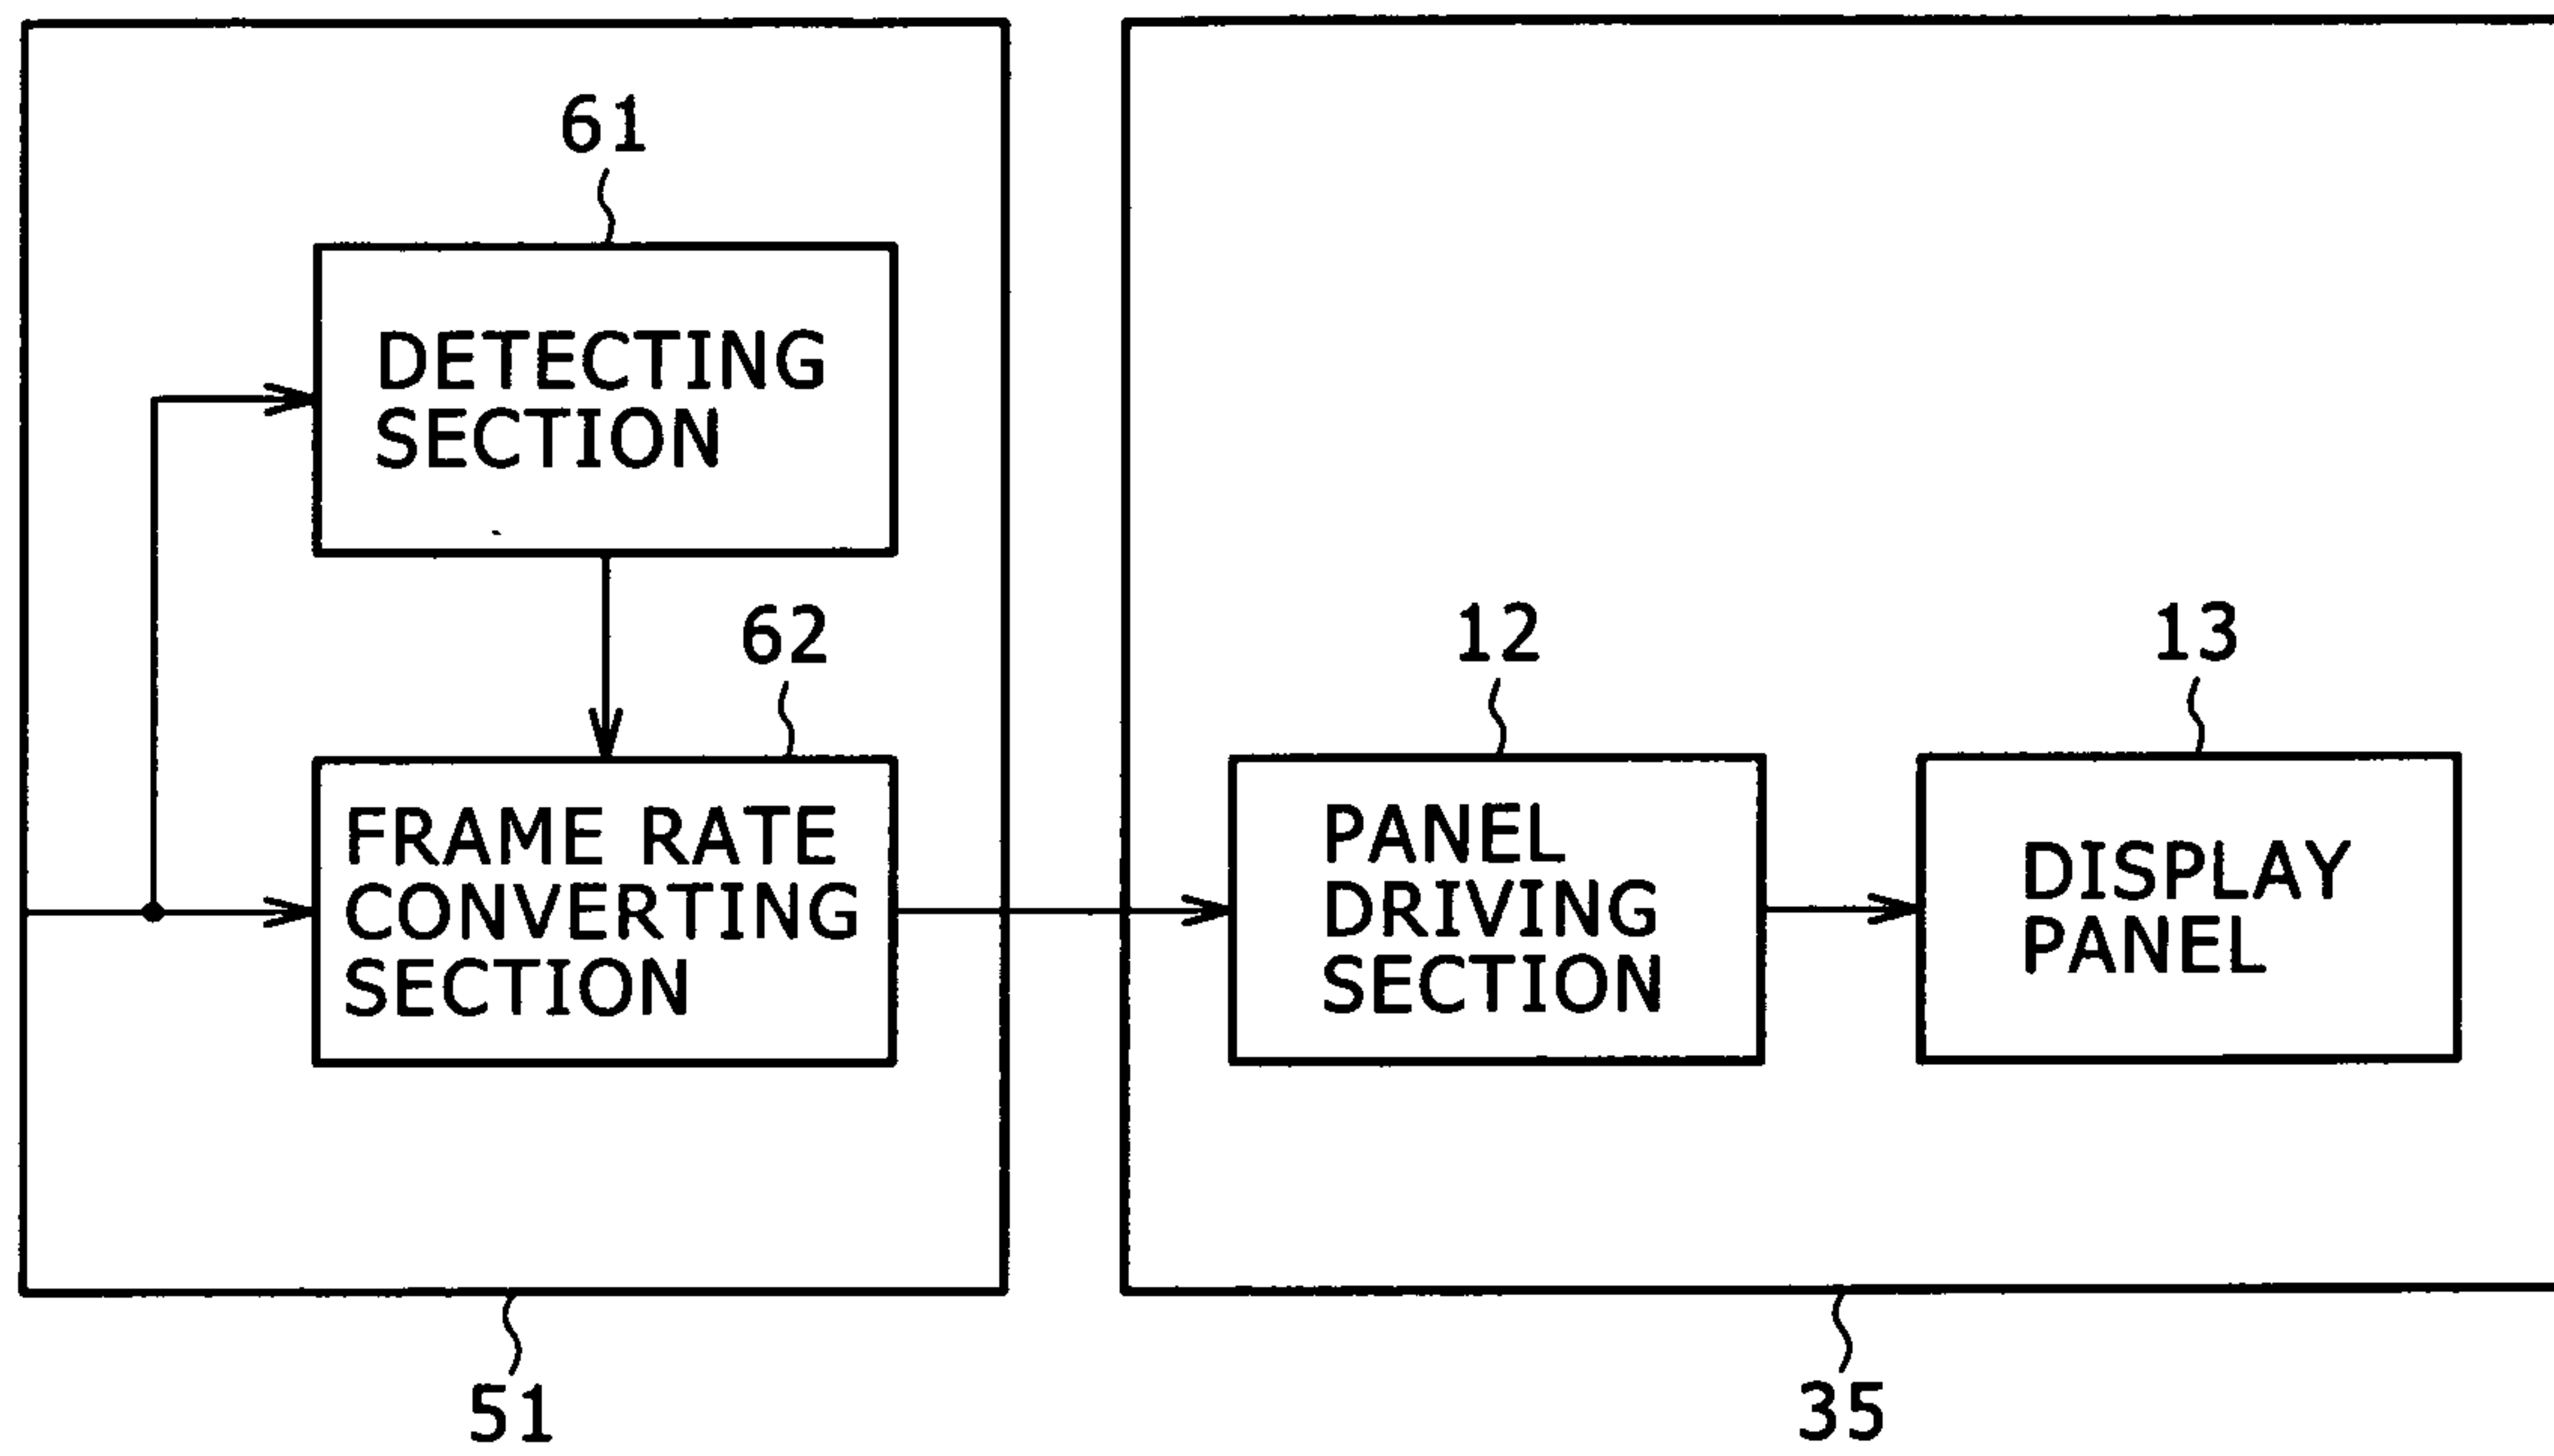 61
DETECTING
SECTION
62
FRAME RATE
CONVERTING
SECTION
12
PANEL
DRIVING
SECTION
13
DISPLAY
PANEL
51
35